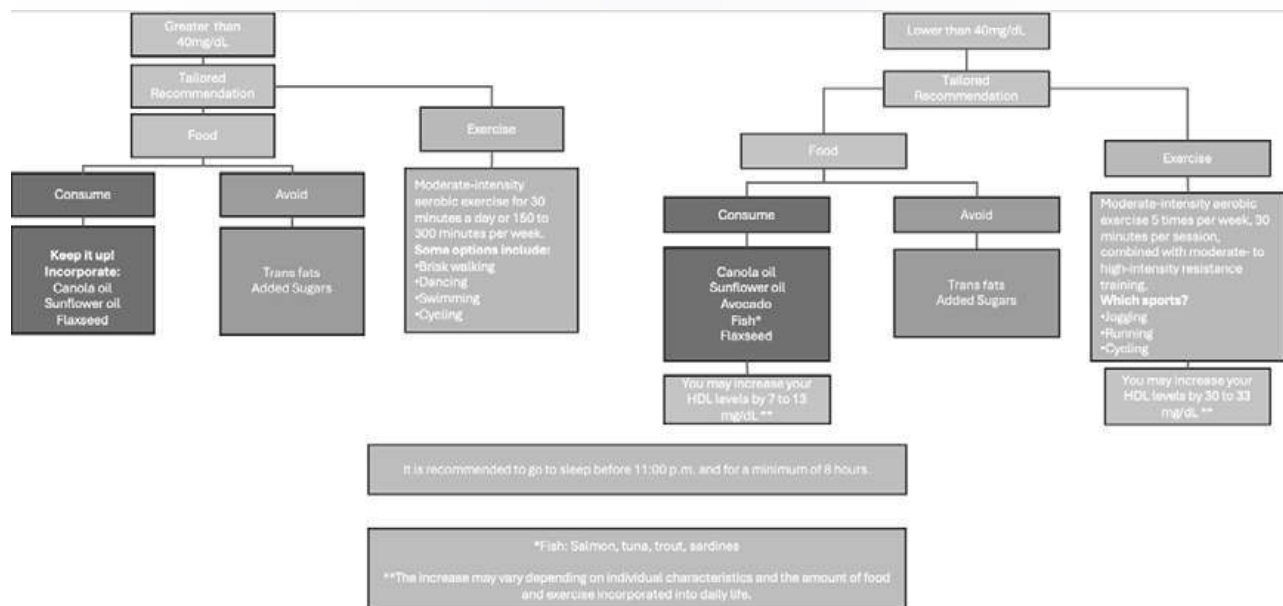 Greater than
40mg/dL
Tailored
Recommendation
Food
Exercise
Consume
Avoid
Keep it up!
Incorporate:
Canola oil
Sunflower oil
Flaxseed
Trans fats
Added Sugars
Moderate-intensity
aerobic exercise for 30
minutes a day or 150 to
300 minutes per week.
Some options include:
•Brisk walking
•Dancing
•Swimming
•Cycling
Lower than 40mg/dL
Tailored
Recommendation
Food
Exercise
Consume
Avoid
Canola oil
Sunflower oil
Avocado
Fish*
Flaxseed
Trans fats
Added Sugars
Moderate-intensity aerobic
exercise 5 times per week, 30
minutes per session,
combined with moderate- to
high-intensity resistance
training.
Which sports?
•Jogging
•Running
•Cycling
You may increase your
HDL levels by 7 to 13
mg/dL **
You may increase your
HDL levels by 30 to 33
mg/dL **
It is recommended to go to sleep before 11:00 p.m. and for a minimum of 8 hours.
*Fish: Salmon, tuna, trout, sardines
**The increase may vary depending on individual characteristics and the amount of food
and exercise incorporated into daily life.